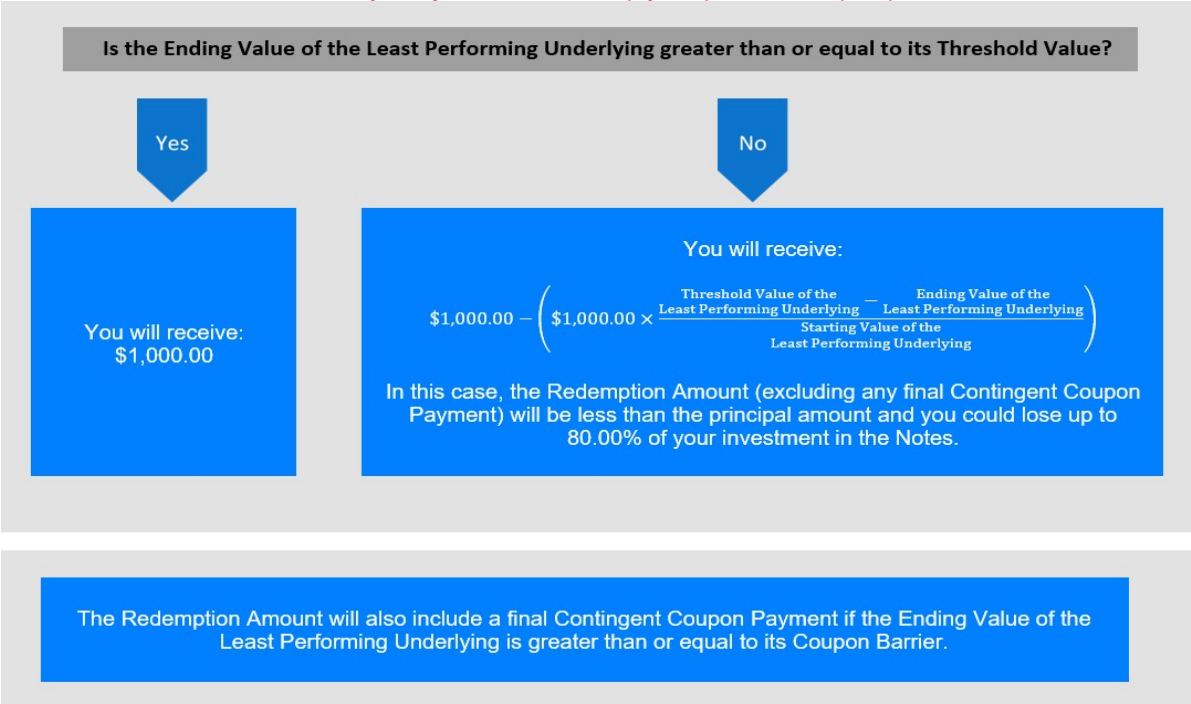 Is the Ending Value of the Least Performing Underlying greater than or equal to its Threshold Value?
Yes
No
You will receive:
$1,000.00
You will receive:
$1,000.00 − ($1,000.00 × (Threshold Value of the Least Performing Underlying − Ending Value of the Least Performing Underlying) / Starting Value of the Least Performing Underlying)
In this case, the Redemption Amount (excluding any final Contingent Coupon
Payment) will be less than the principal amount and you could lose up to
80.00% of your investment in the Notes.
The Redemption Amount will also include a final Contingent Coupon Payment if the Ending Value of the
Least Performing Underlying is greater than or equal to its Coupon Barrier.